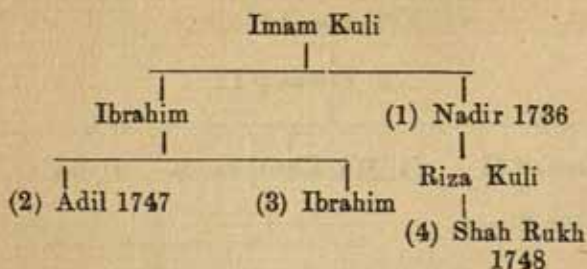 Imam Kuli
Ibrahim (1) Nadir 1736
Riza Kuli
(2) Adil 1747 (3) Ibrahim
(4) Shah Rukh
1748